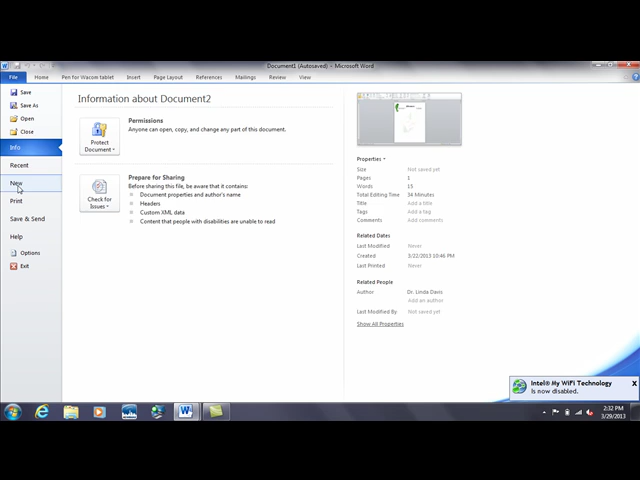 Document1 (Autosaved) - Microsoft Word
File Home Pen for Wacom tablet Insert Page Layout References Mailings Review View
Save
Save As
Open
Close
Info
Recent
New
Print
Save & Send
Help
Options
Exit
Information about Document2
Protect
Document
Permissions
Anyone can open, copy, and change any part of this document.
Check for
Issues
Prepare for Sharing
Before sharing this file, be aware that it contains:
Document properties and author's name
Headers
Custom XML data
Content that people with disabilities are unable to read
Properties
Size Not saved yet
Pages 1
Words 15
Total Editing Time 34 Minutes
Title Add a title
Tags Add a tag
Comments Add comments
Related Dates
Last Modified Never
Created 3/22/2013 10:46 PM
Last Printed Never
Related People
Author Dr. Linda Davis
Add an author
Last Modified By Not saved yet
Show All Properties
Intel® My WiFi Technology
Is now disabled.
2:32 PM
3/29/2013